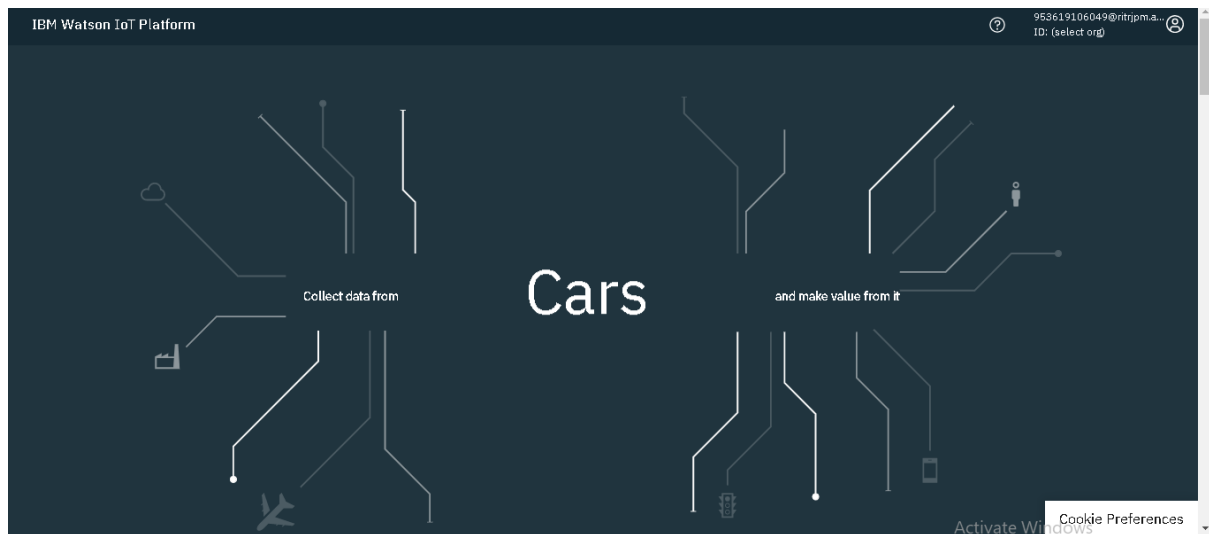 IBM Watson IoT Platform
953619106049@ritrjpm.a...
ID: (select org)
Collect data from
Cars
and make value from it
Cookie Preferences
Activate Windows